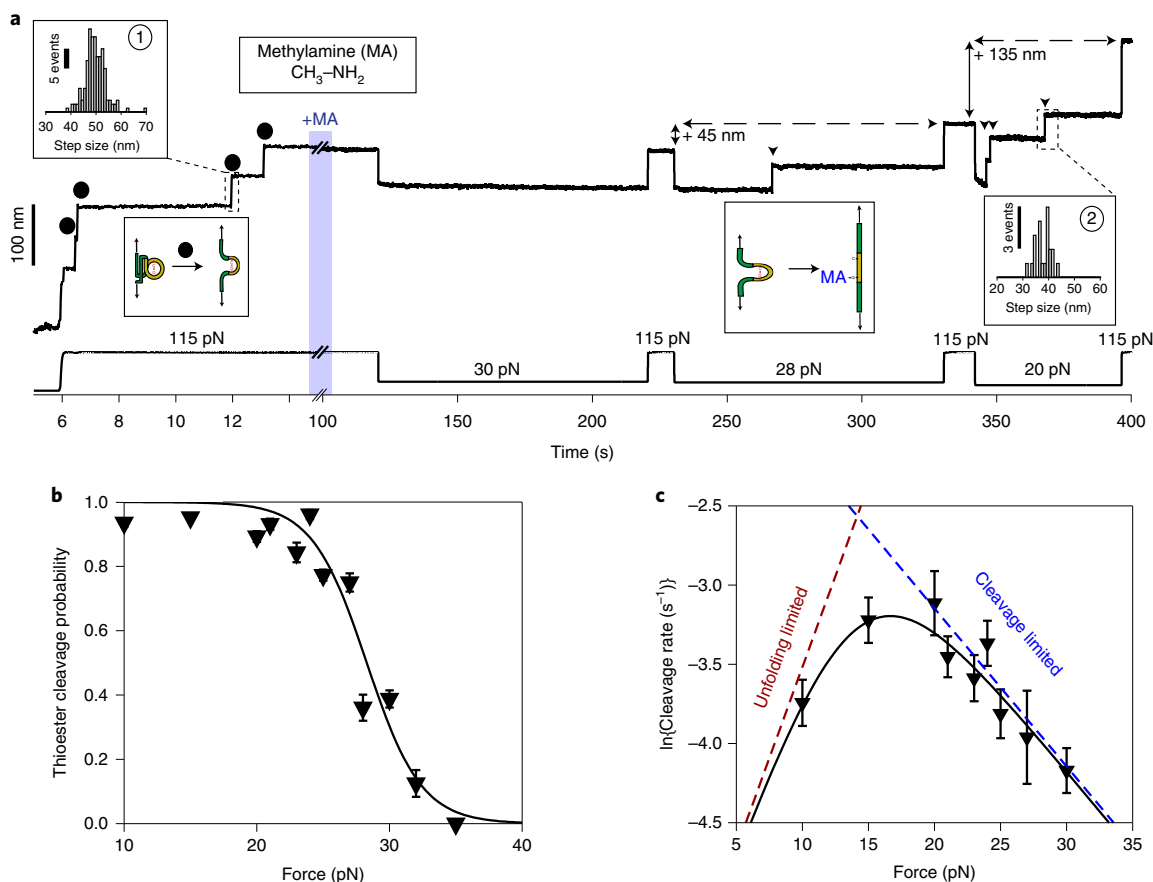 a
1
5 events
30 40 50 60 70
Step size (nm)
Methylamine (MA)
CH3–NH2
+MA
+ 45 nm
+ 135 nm
100 nm
MA
2
3 events
20 30 40 50 60
Step size (nm)
115 pN
30 pN
115 pN
28 pN
115 pN
20 pN
115 pN
6 8 10 12 100 150 200 250 300 350 400
Time (s)
b
Thioester cleavage probability
1.0
0.8
0.6
0.4
0.2
0.0
10 20 30 40
Force (pN)
c
ln{Cleavage rate (s–1)}
–2.5
–3.0
–3.5
–4.0
–4.5
Unfolding limited
Cleavage limited
5 10 15 20 25 30 35
Force (pN)